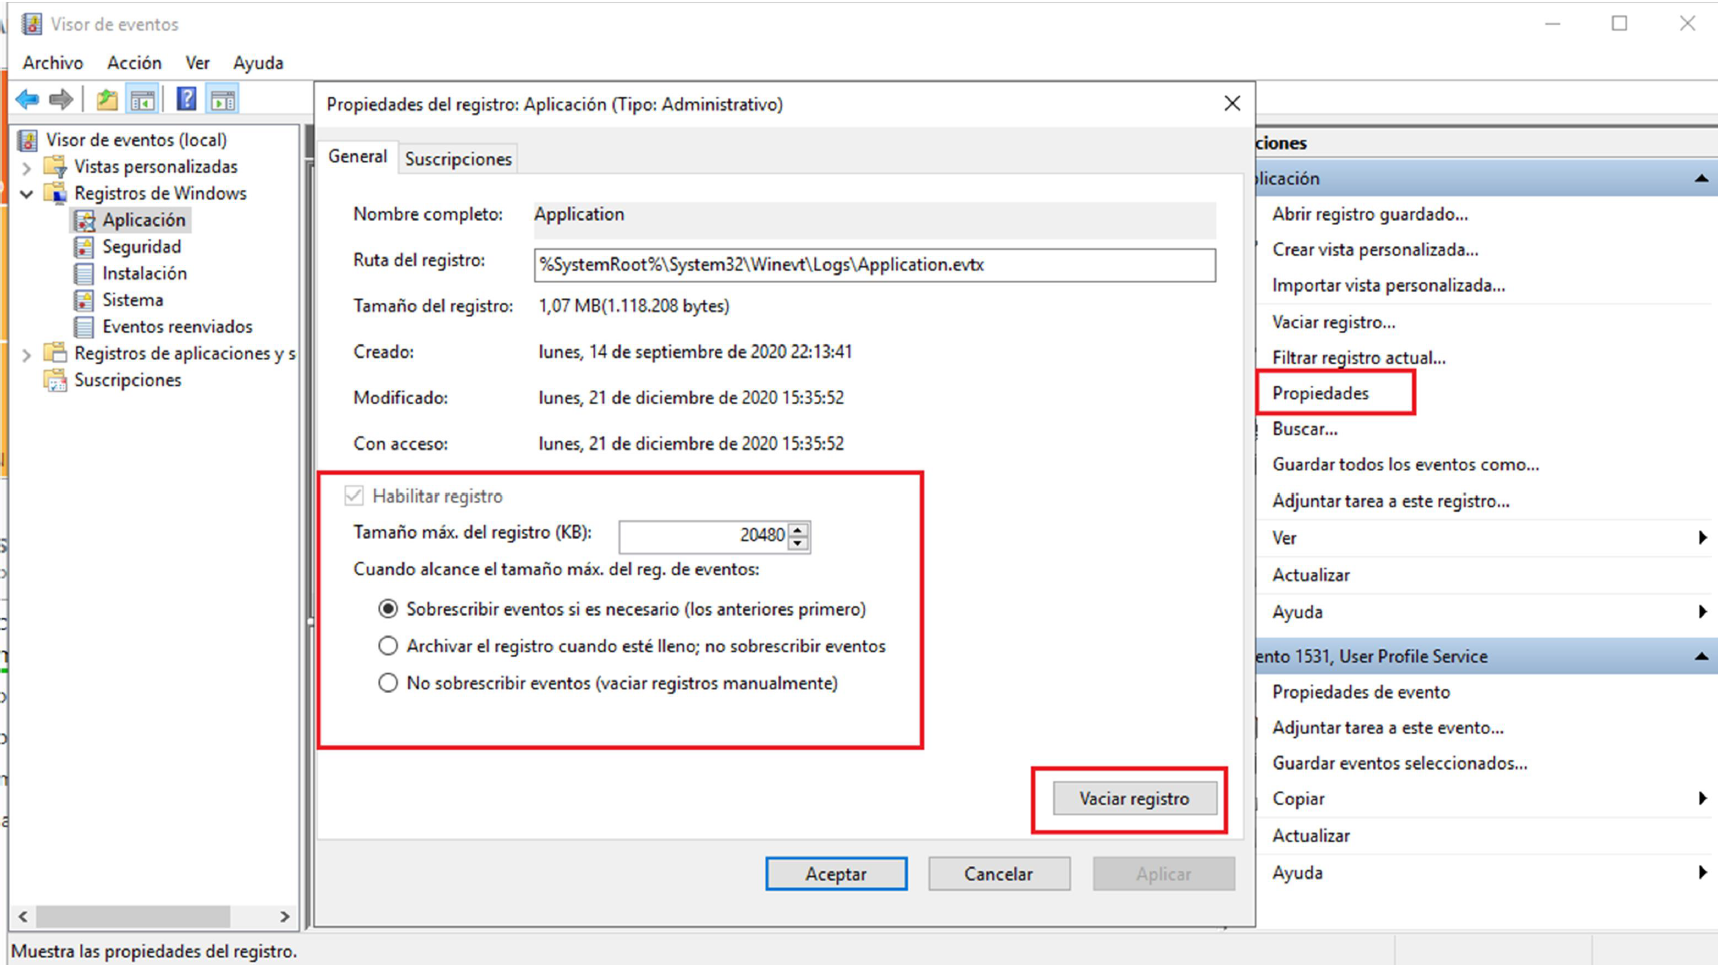 Visor de eventos
Archivo Acción Ver Ayuda
Visor de eventos (local)
Vistas personalizadas
Registros de Windows
Aplicación
Seguridad
Instalación
Sistema
Eventos reenviados
Registros de aplicaciones y s
Suscripciones
Propiedades del registro: Aplicación (Tipo: Administrativo)
General Suscripciones
Nombre completo: Application
Ruta del registro: %SystemRoot%\System32\Winevt\Logs\Application.evtx
Tamaño del registro: 1,07 MB(1.118.208 bytes)
Creado: lunes, 14 de septiembre de 2020 22:13:41
Modificado: lunes, 21 de diciembre de 2020 15:35:52
Con acceso: lunes, 21 de diciembre de 2020 15:35:52
Habilitar registro
Tamaño máx. del registro (KB): 20480
Cuando alcance el tamaño máx. del reg. de eventos:
Sobrescribir eventos si es necesario (los anteriores primero)
Archivar el registro cuando esté lleno; no sobrescribir eventos
No sobrescribir eventos (vaciar registros manualmente)
Vaciar registro
Aceptar Cancelar Aplicar
ciones
plicación
Abrir registro guardado...
Crear vista personalizada...
Importar vista personalizada...
Vaciar registro...
Filtrar registro actual...
Propiedades
Buscar...
Guardar todos los eventos como...
Adjuntar tarea a este registro...
Ver
Actualizar
Ayuda
ento 1531, User Profile Service
Propiedades de evento
Adjuntar tarea a este evento...
Guardar eventos seleccionados...
Copiar
Actualizar
Ayuda
Muestra las propiedades del registro.